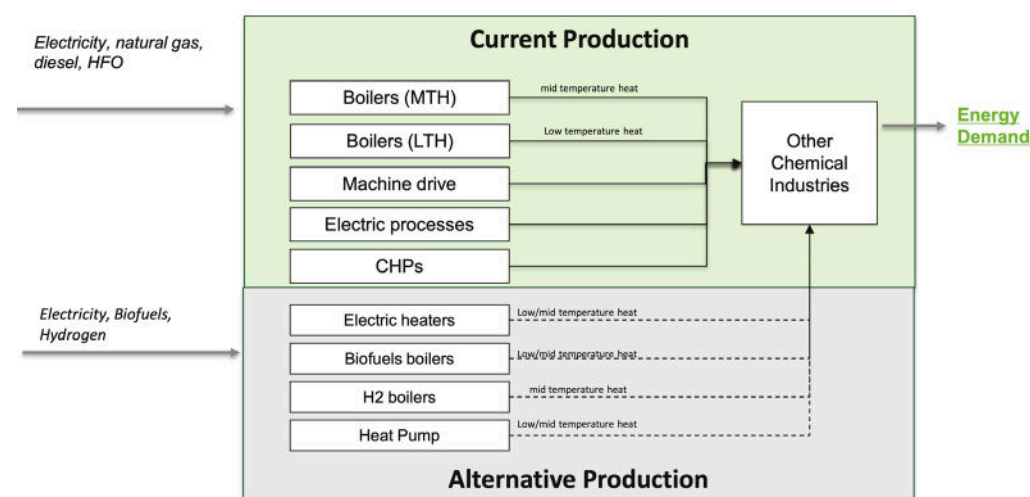 Electricity, natural gas,
diesel, HFO
Current Production
Boilers (MTH)
mid temperature heat
Boilers (LTH)
Low temperature heat
Machine drive
Electric processes
CHPs
Other
Chemical
Industries
Energy
Demand
Electricity, Biofuels,
Hydrogen
Electric heaters
Low/mid temperature heat
Biofuels boilers
Low/mid temperature heat
H2 boilers
mid temperature heat
Heat Pump
Low/mid temperature heat
Alternative Production